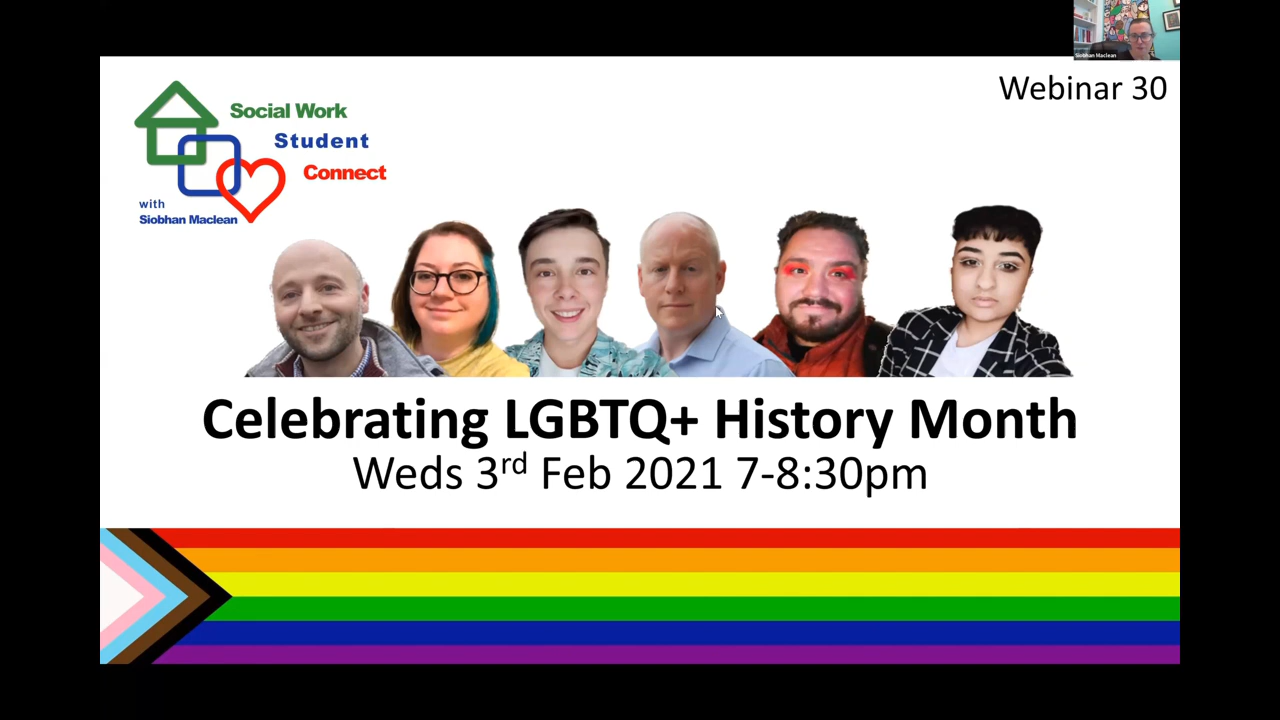 Siobhan Maclean
Webinar 30
Social Work
Student
Connect
with
Siobhan Maclean
Celebrating LGBTQ+ History Month
Weds 3rd Feb 2021 7-8:30pm